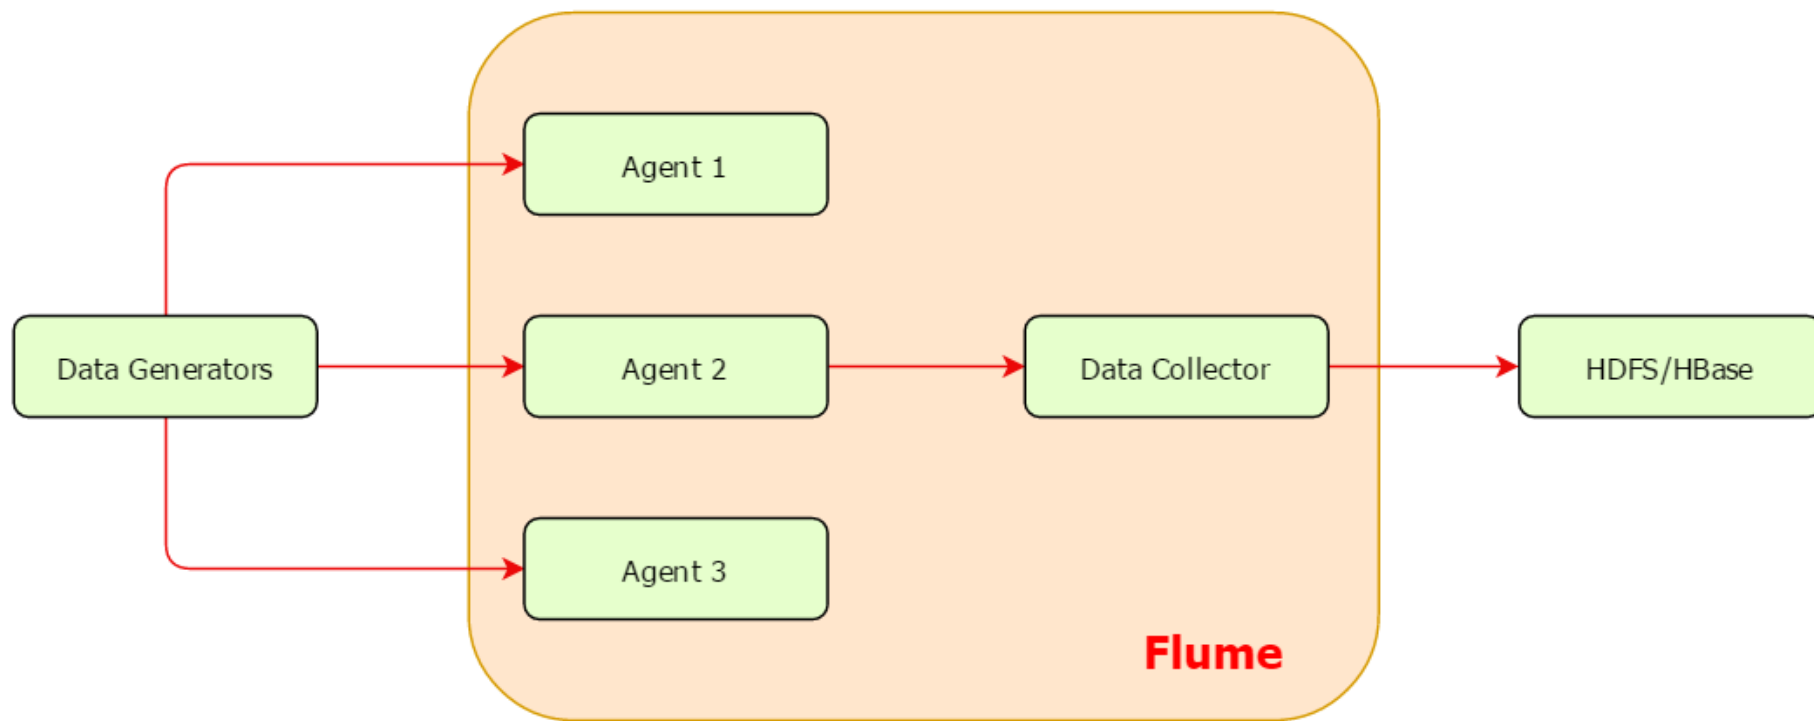 Agent 1
Data Generators
Agent 2
Data Collector
HDFS/HBase
Agent 3
Flume